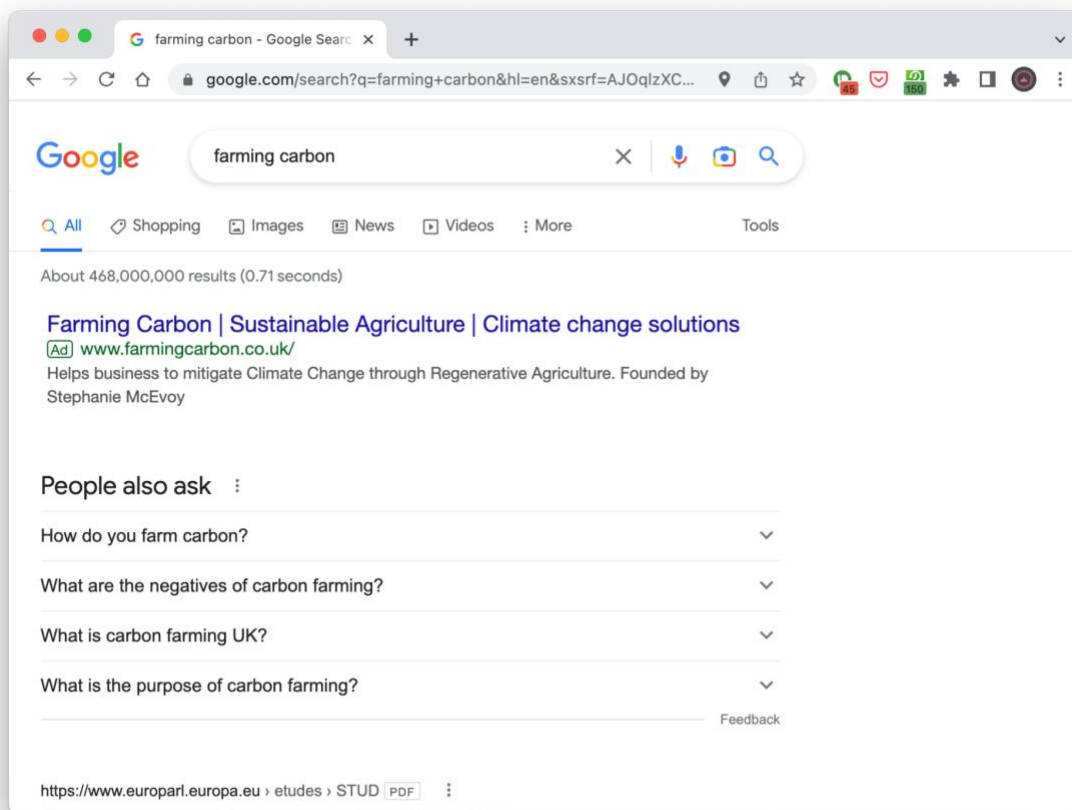 farming carbon - Google Searc
google.com/search?q=farming+carbon&hl=en&sxsrf=AJOqlzXC...
45
150
Google
farming carbon
All Shopping Images News Videos More Tools
About 468,000,000 results (0.71 seconds)
Farming Carbon | Sustainable Agriculture | Climate change solutions
Ad www.farmingcarbon.co.uk/
Helps business to mitigate Climate Change through Regenerative Agriculture. Founded by
Stephanie McEvoy
People also ask
How do you farm carbon?
What are the negatives of carbon farming?
What is carbon farming UK?
What is the purpose of carbon farming?
Feedback
https://www.europarl.europa.eu › etudes › STUD PDF